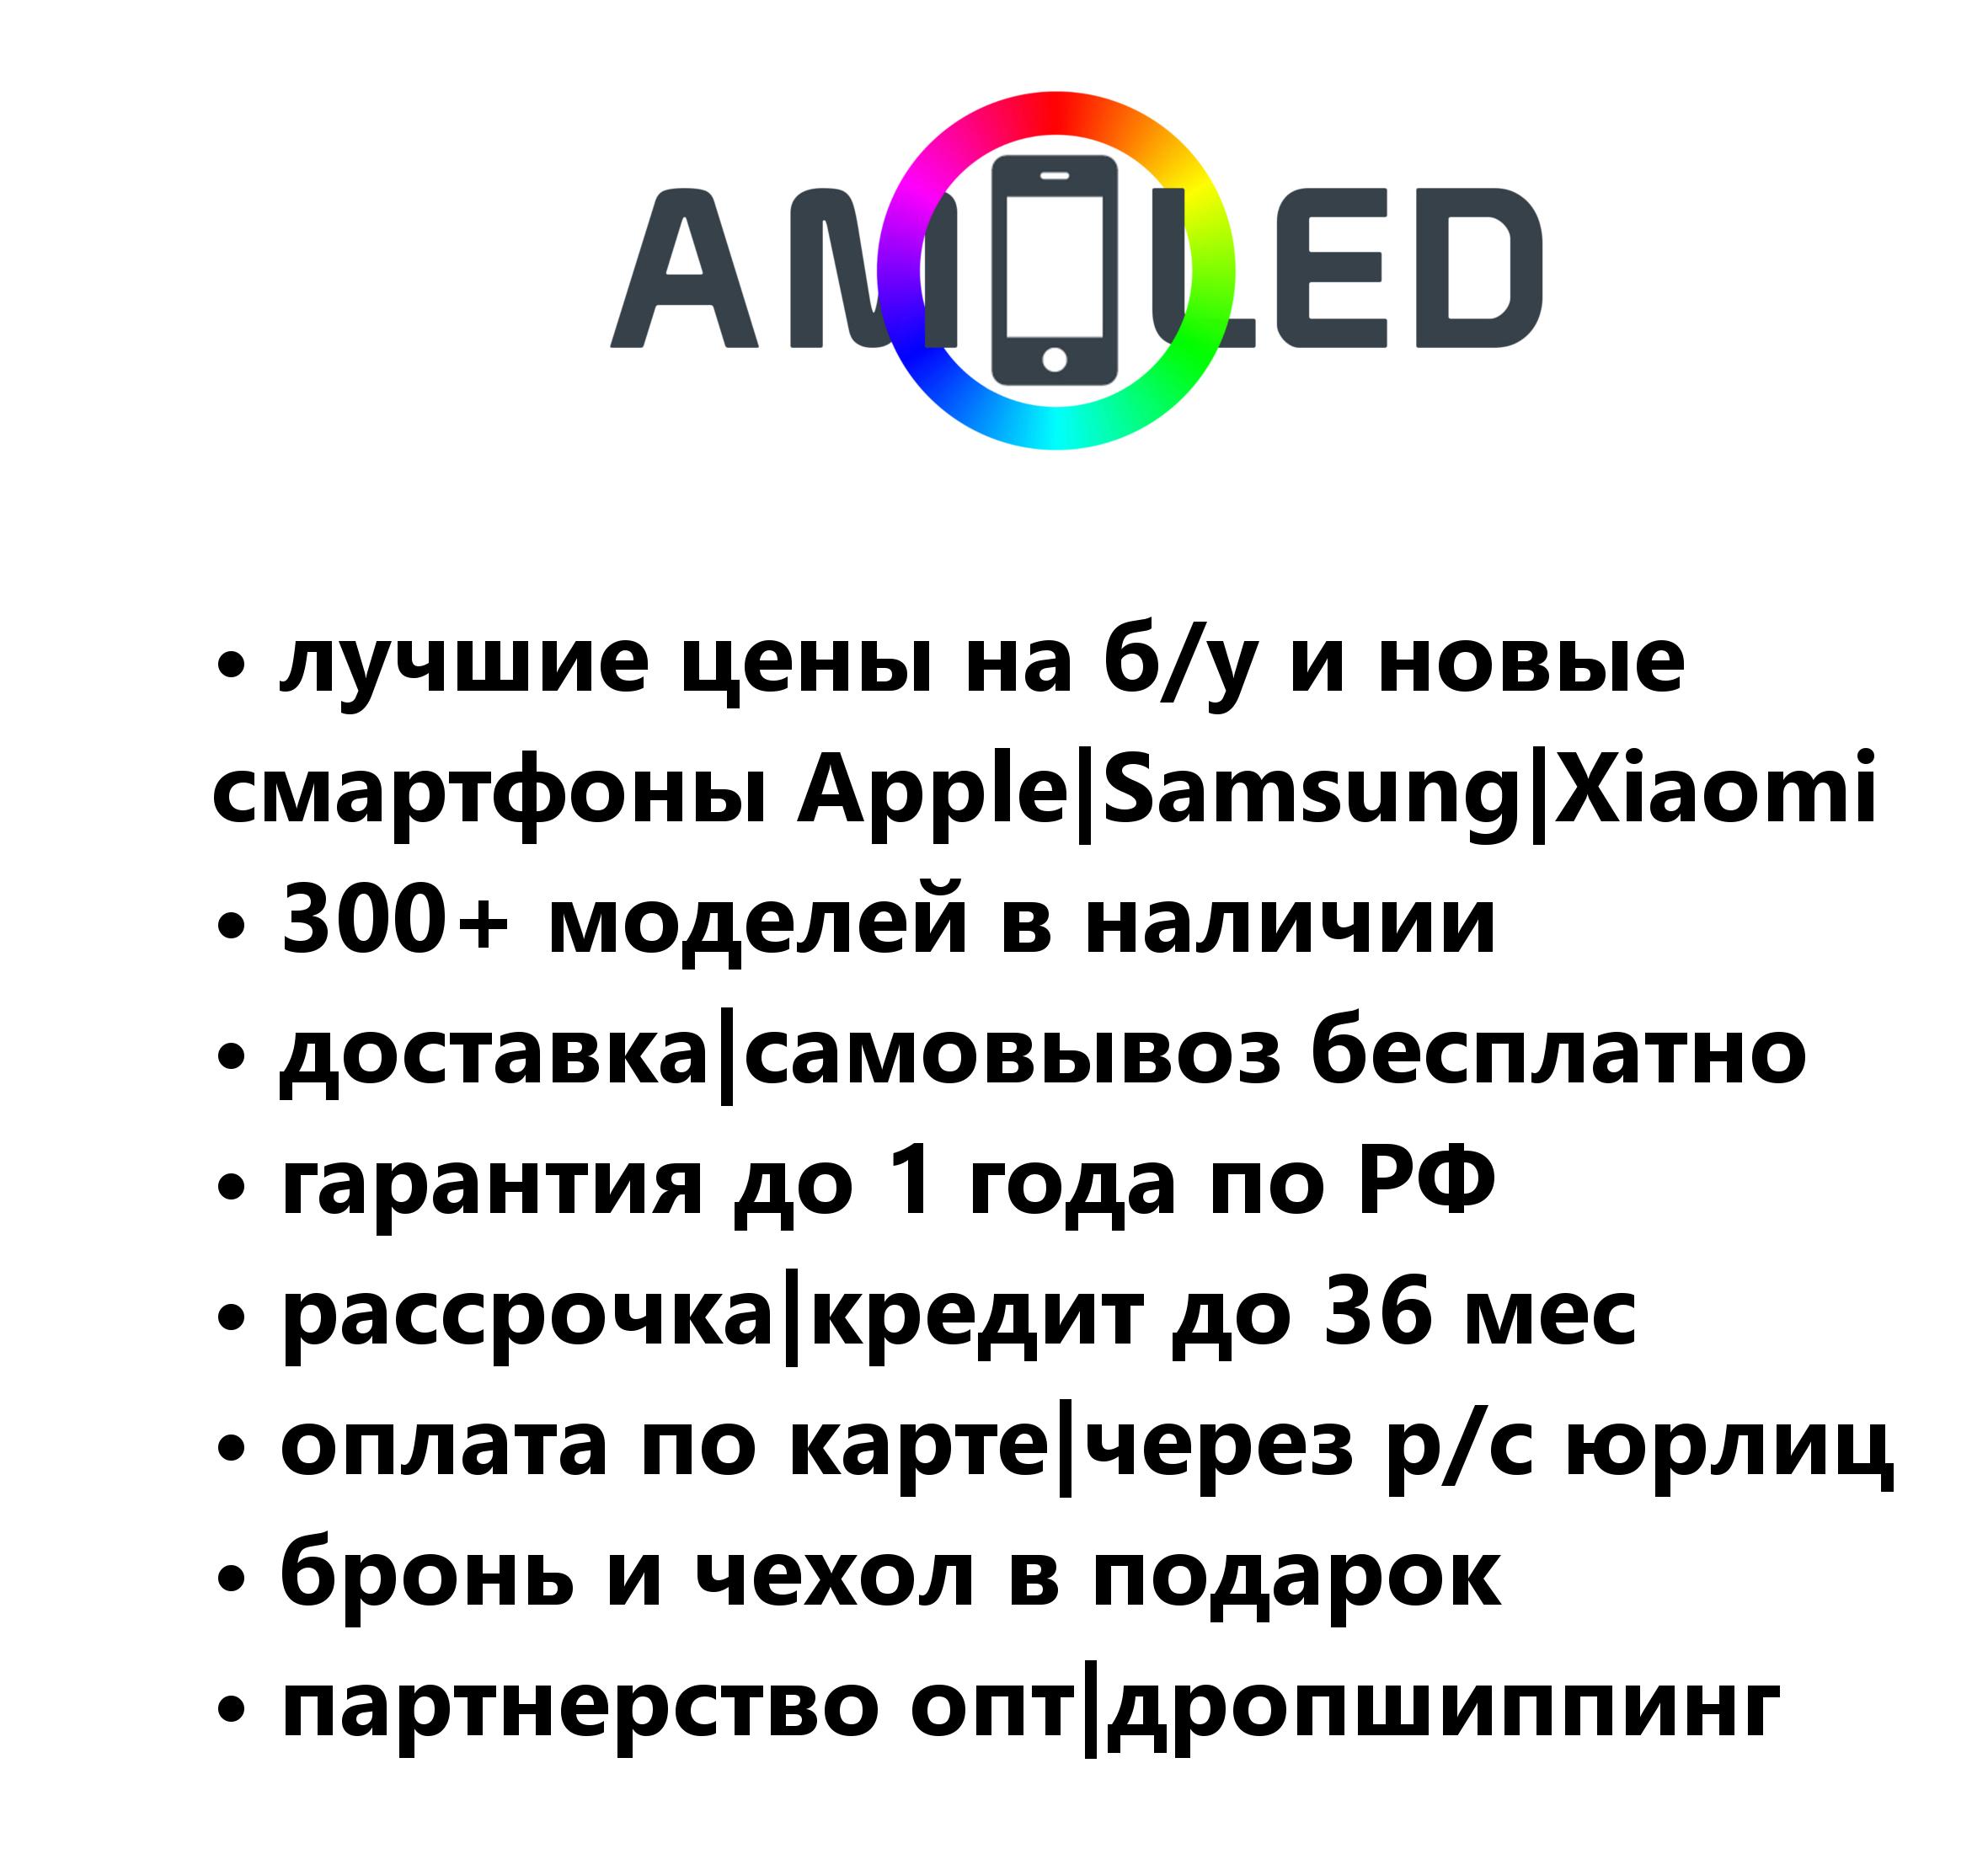 AMOLED
• лучшие цены на б/у и новые
смартфоны Apple|Samsung|Xiaomi
• 300+ моделей в наличии
• доставка|самовывоз бесплатно
• гарантия до 1 года по РФ
• рассрочка|кредит до 36 мес
• оплата по карте|через р/с юрлиц
• бронь и чехол в подарок
• партнерство опт|дропшиппинг